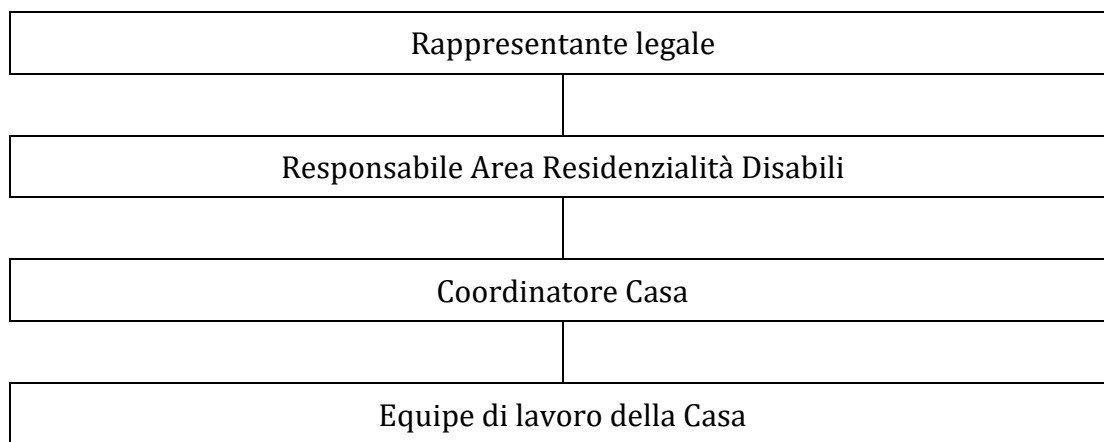 Rappresentante legale
Responsabile Area Residenzialità Disabili
Coordinatore Casa
Equipe di lavoro della Casa